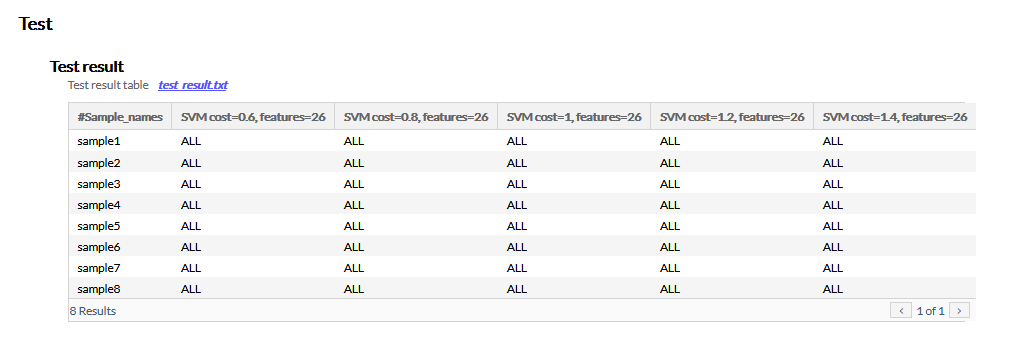 Test
Test result
Test result table test_result.txt
#Sample_names SVM cost=0.6, features=26 SVM cost=0.8, features=26 SVM cost=1, features=26 SVM cost=1.2, features=26 SVM cost=1.4, features=26
sample1 ALL ALL ALL ALL ALL
sample2 ALL ALL ALL ALL ALL
sample3 ALL ALL ALL ALL ALL
sample4 ALL ALL ALL ALL ALL
sample5 ALL ALL ALL ALL ALL
sample6 ALL ALL ALL ALL ALL
sample7 ALL ALL ALL ALL ALL
sample8 ALL ALL ALL ALL ALL
8 Results ‹ 1 of 1 ›